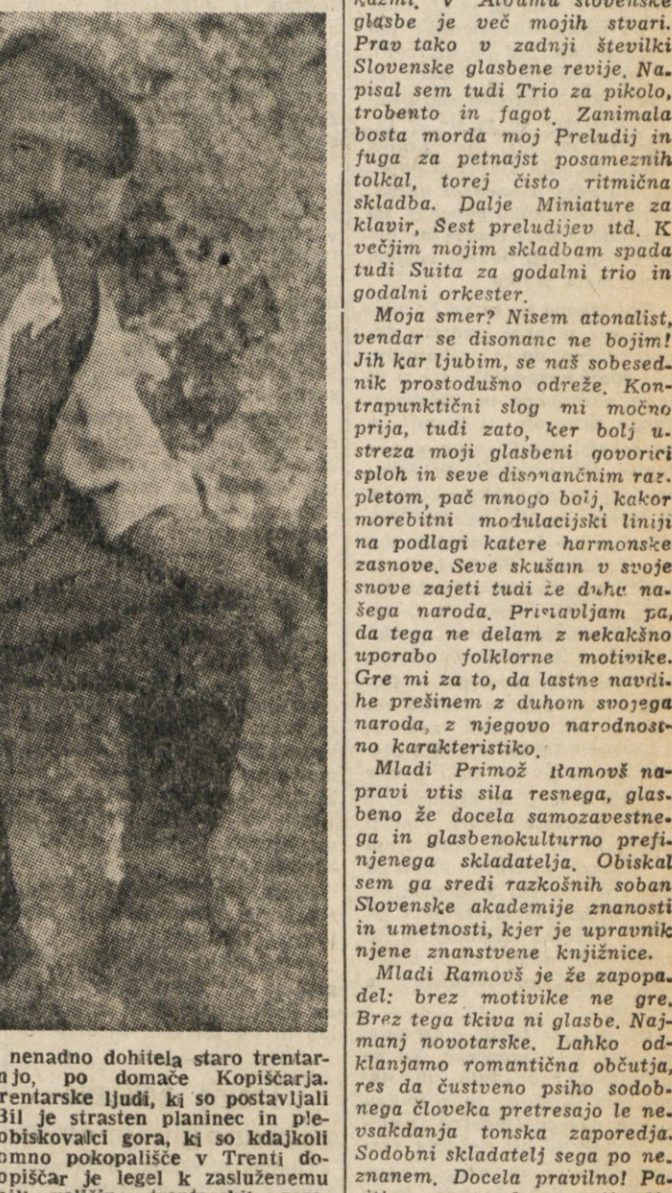 kazmi. V Albumu slovenske
glasbe je več mojih stvari.
Prav tako v zadnji številki
Slovenske glasbene revije. Na-
pisal sem tudi Trio za pikolo,
trobento in fagot. Zanimala
bosta morda moj Preludij in
fuga za petnajst posameznih
tolkal, torej čisto ritmična
skladba. Dalje Miniature za
klavir, Sest preludijev itd. K
večjim mojim skladbam spada
tudi Suita za godalni trio in
godalni orkester.
Moja smer? Nisem atonalist,
vendar se disonanc ne bojim!
Jih kar ljubim, se naš sobesed-
nik prostodušno odreže. Kon-
trapunktični slog mi močno
prija, tudi zato, ker bolj u-
streza moji glasbeni govorici
sploh in seve disonančnim raz-
pletom, pač mnogo bolj, kakor
morebitni modulacijski liniji
na podlagi katere harmonske
zasnove. Seve skušam v svoje
snove zajeti tudi že duha na-
šega naroda. Pristavljam pa,
da tega ne delam z nekakšno
uporabo folklorne motivike.
Gre mi za to, da lastne navdi-
he prešinem z duhom svojega
naroda, z njegovo narodnost-
no karakteristiko.
Mladi Primož Ramovš na-
pravi vtis sila resnega, glas-
beno že docela samozavestne-
ga in glasbenokulturno prefi-
njenega skladatelja. Obiskal
sem ga sredi razkošnih soban
Slovenske akademije znanosti
in umetnosti, kjer je upravnik
njene znanstvene knjižnice.
Mladi Ramovš je že zapopa-
del: brez motivike ne gre.
Brez tega tkiva ni glasbe. Naj-
manj novotarske. Lahko od-
klanjamo romantična občutja,
res da čustveno psiho sodob-
nega človeka pretresajo le ne-
vsakdanja tonska zaporedja.
Sodobni skladatelj sega po ne-
znanem. Docela pravilno! Pa-
nenadno dohitela staro trentar-
njo, po domače Kopiščarja.
rentarske ljudi, ki so postavljali
Bil je strasten planinec in ple-
obiskovalci gora, ki so kdajkoli
omno pokopališče v Trenti do-
opiščar je legel k zasluženemu